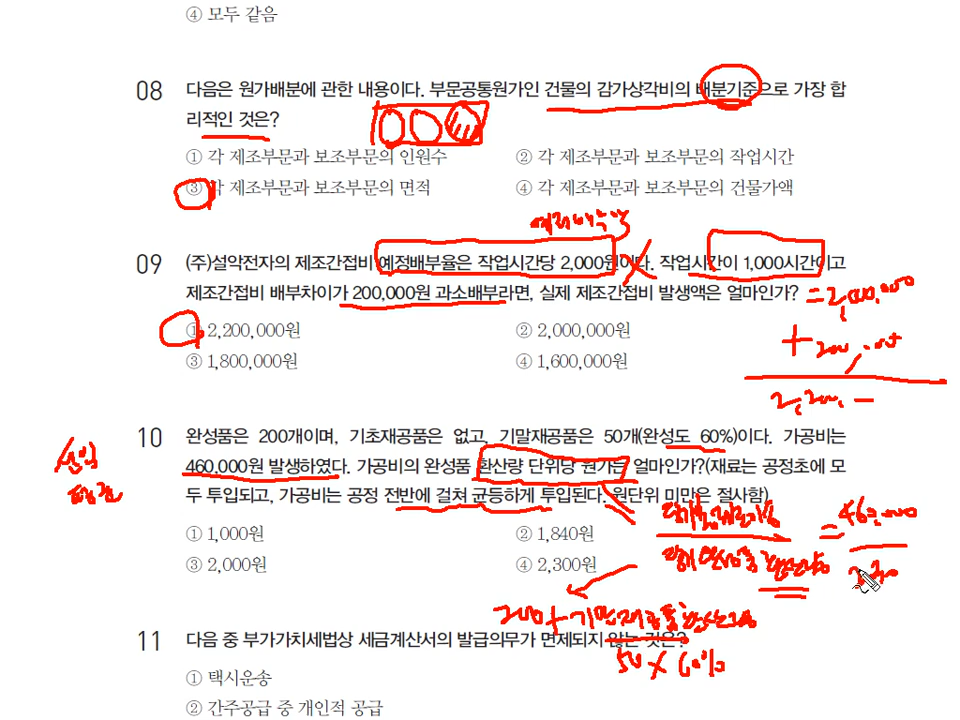 ④ 모두 같음
08 다음은 원가배분에 관한 내용이다. 부문공통원가인 건물의 감가상각비의 배분기준으로 가장 합
리적인 것은?
① 각 제조부문과 보조부문의 인원수 ② 각 제조부문과 보조부문의 작업시간
③ 각 제조부문과 보조부문의 면적 ④ 각 제조부문과 보조부문의 건물가액
09 (주)설악전자의 제조간접비 예정배부율은 작업시간당 2,000원이다. 작업시간이 1,000시간이고
제조간접비 배부차이가 200,000원 과소배부라면, 실제 제조간접비 발생액은 얼마인가? = 2,000,000
① 2,200,000원 ② 2,000,000원
+ 200,000
③ 1,800,000원 ④ 1,600,000원
2,200, -
10 완성품은 200개이며, 기초재공품은 없고, 기말재공품은 50개(완성도 60%)이다. 가공비는
460,000원 발생하였다. 가공비의 완성품 환산량 단위당 원가는 얼마인가?(재료는 공정초에 모
두 투입되고, 가공비는 공정 전반에 걸쳐 균등하게 투입된다. 원단위 미만은 절사함)
① 1,000원 ② 1,840원
= 460,000
③ 2,000원 ④ 2,300원
230
200 + 기말재공품환산량
11 다음 중 부가가치세법상 세금계산서의 발급의무가 면제되지 않는 것은?
50 × 60%
① 택시운송
② 간주공급 중 개인적 공급